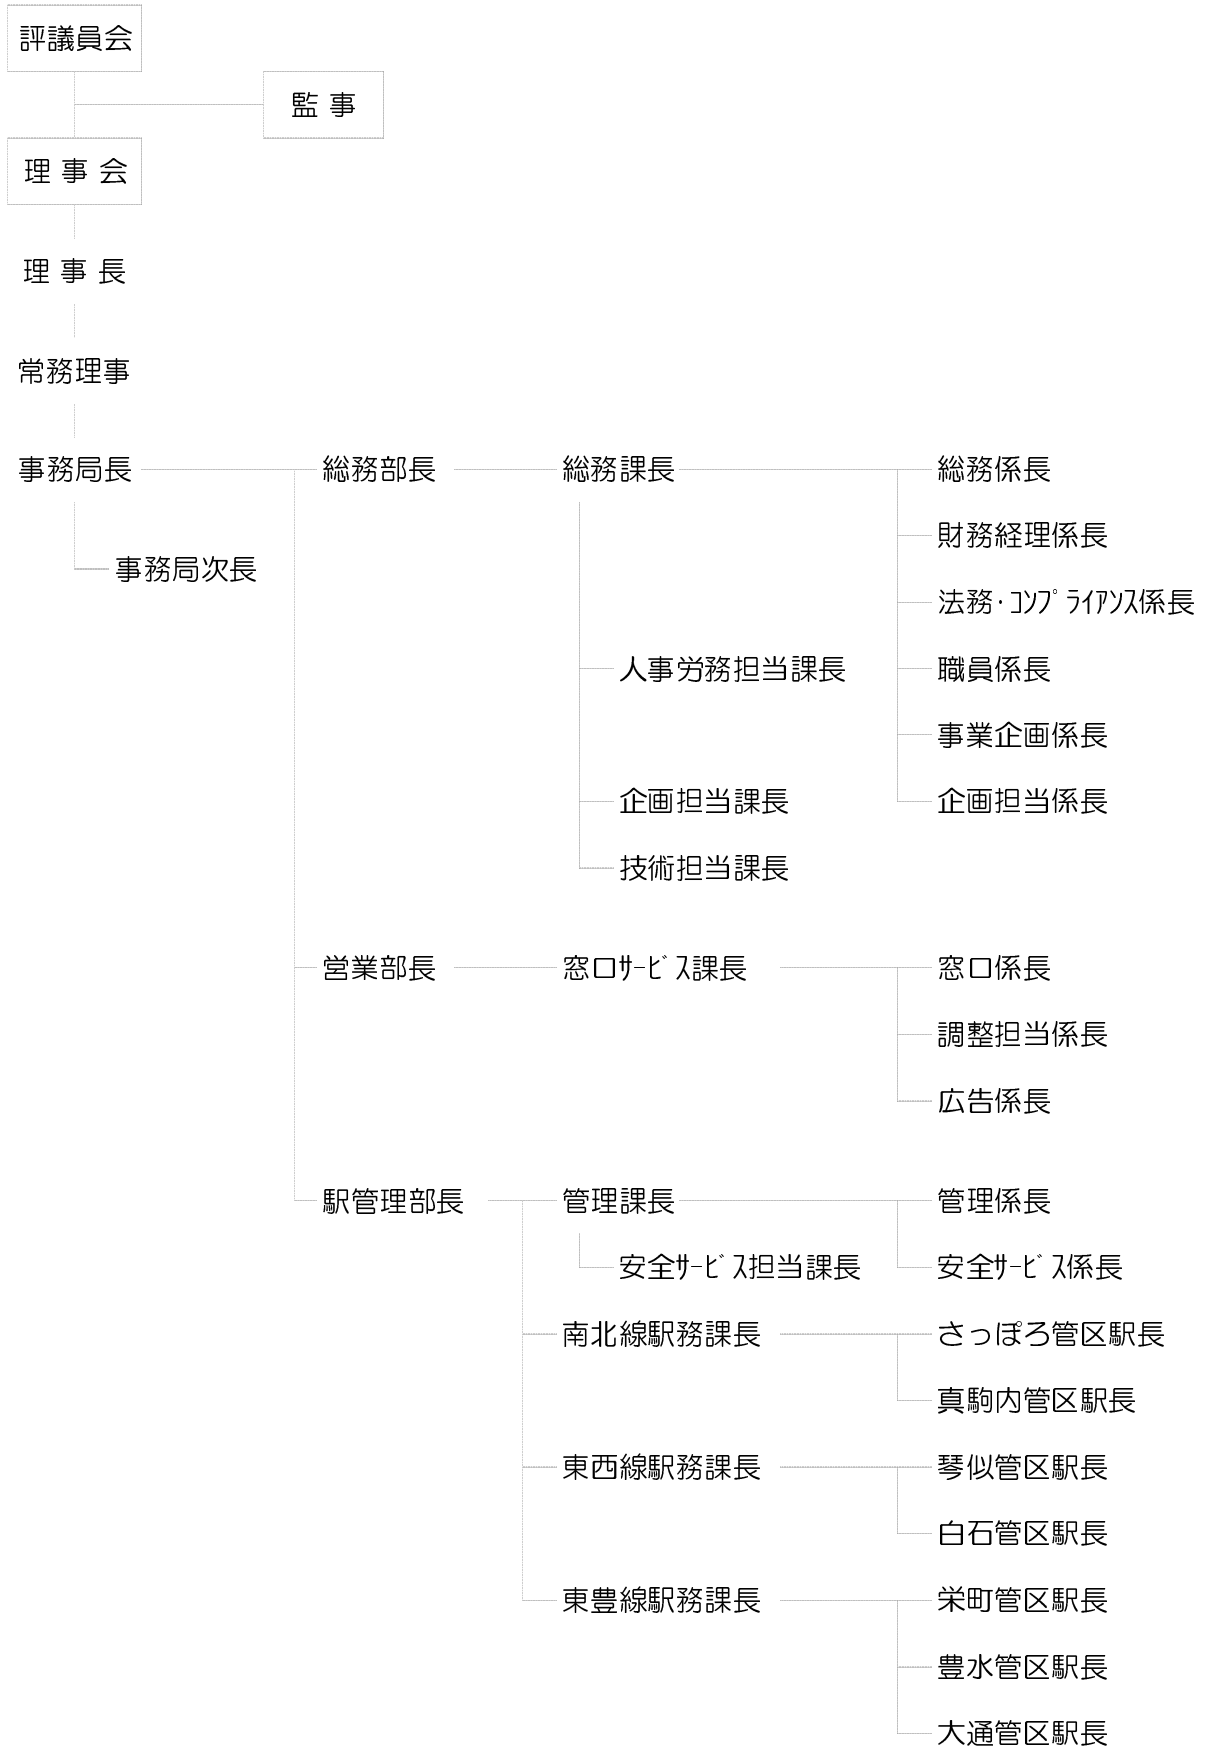 評議員会
監 事
理 事 会
理 事 長
常務理事
事務局長 総務部長 総務課長 総務係長
財務経理係長
事務局次長
法務・ｺﾝﾌﾟﾗｲｱﾝｽ係長
人事労務担当課長 職員係長
事業企画係長
企画担当課長 企画担当係長
技術担当課長
営業部長 窓口ｻｰﾋﾞｽ課長 窓口係長
調整担当係長
広告係長
駅管理部長 管理課長 管理係長
安全ｻｰﾋﾞｽ担当課長 安全ｻｰﾋﾞｽ係長
南北線駅務課長 さっぽろ管区駅長
真駒内管区駅長
東西線駅務課長 琴似管区駅長
白石管区駅長
東豊線駅務課長 栄町管区駅長
豊水管区駅長
大通管区駅長